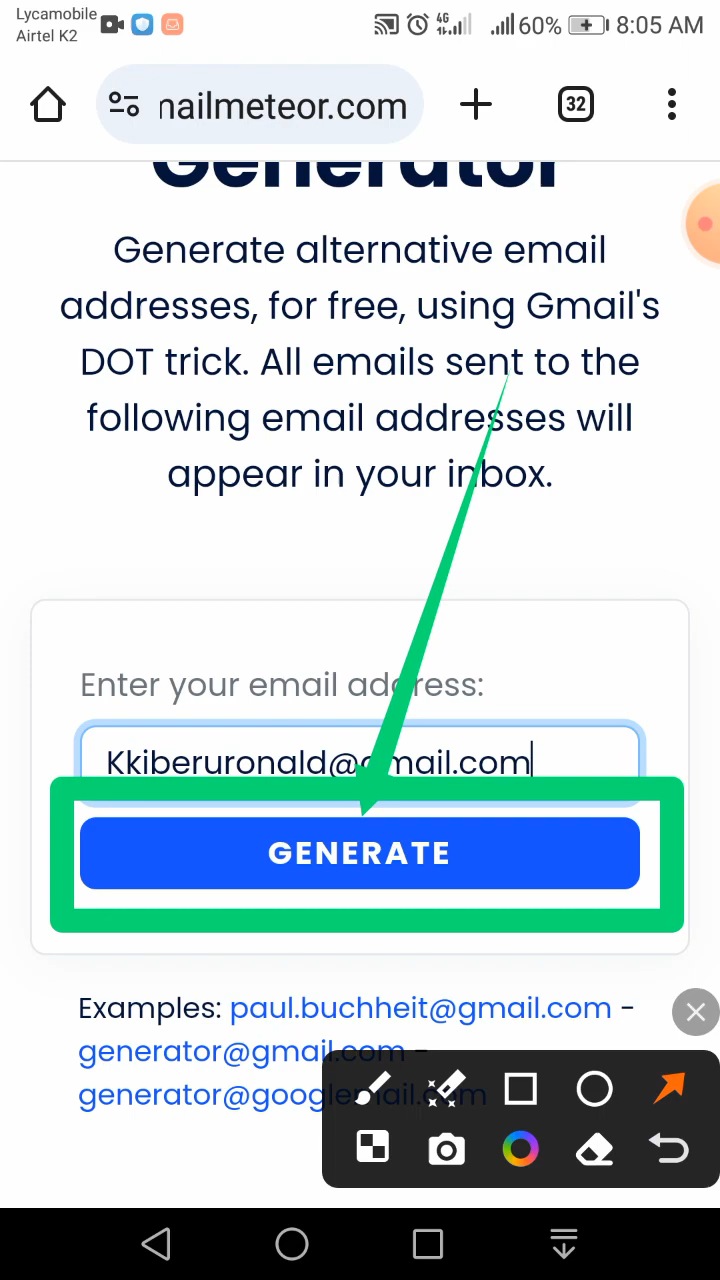 Lycamobile
Airtel K2
4G
60%
8:05 AM
nailmeteor.com
32
Generator
Generate alternative email
addresses, for free, using Gmail's
DOT trick. All emails sent to the
following email addresses will
appear in your inbox.
Enter your email address:
Kkiberuronald@gmail.com
GENERATE
Examples: paul.buchheit@gmail.com -
generator@gmail.com -
generator@googlemail.com